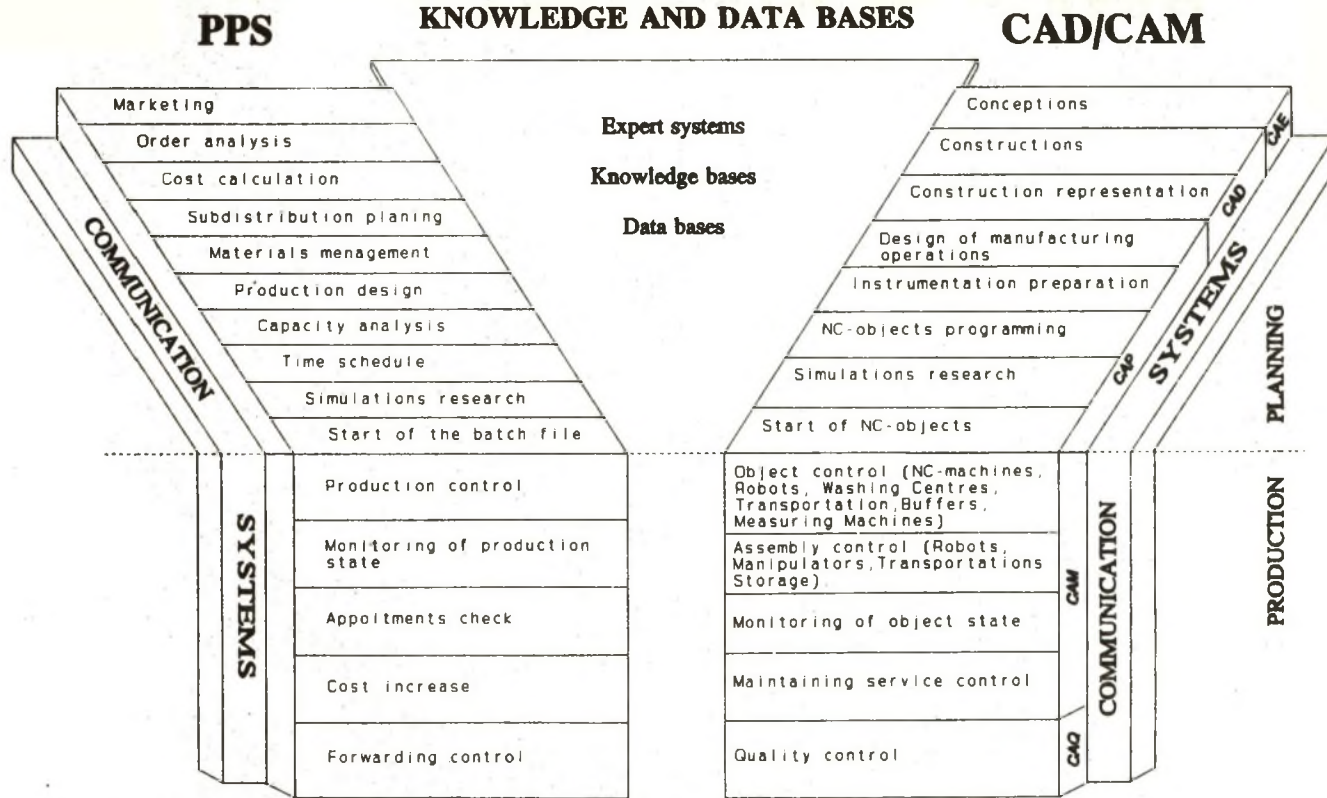 KNOWLEDGE AND DATA BASES
PPS
CAD/CAM
Marketing
Order analysis
Cost calculation
Subdistribution planing
Materials menagement
Production design
Capacity analysis
Time schedule
Simulations research
Start of the batch file
Production control
Monitoring of production
state
Appoitments check
Cost increase
Forwarding control
COMMUNICATION
SYSTEMS
Expert systems
Knowledge bases
Data bases
Conceptions
Constructions
Construction representation
Design of manufacturing
operations
Instrumentation preparation
NC-objects programming
Simulations research
Start of NC-objects
Object control (NC-machines,
Robots, Washing Centres,
Transportation,Buffers,
Measuring Machines)
Assembly control (Robots,
Manipulators,Transportations
Storage)
Monitoring of object state
Maintaining service control
Quality control
CAE
CAD
CAP
CAM
CAQ
SYSTEMS
COMMUNICATION
PLANNING
PRODUCTION